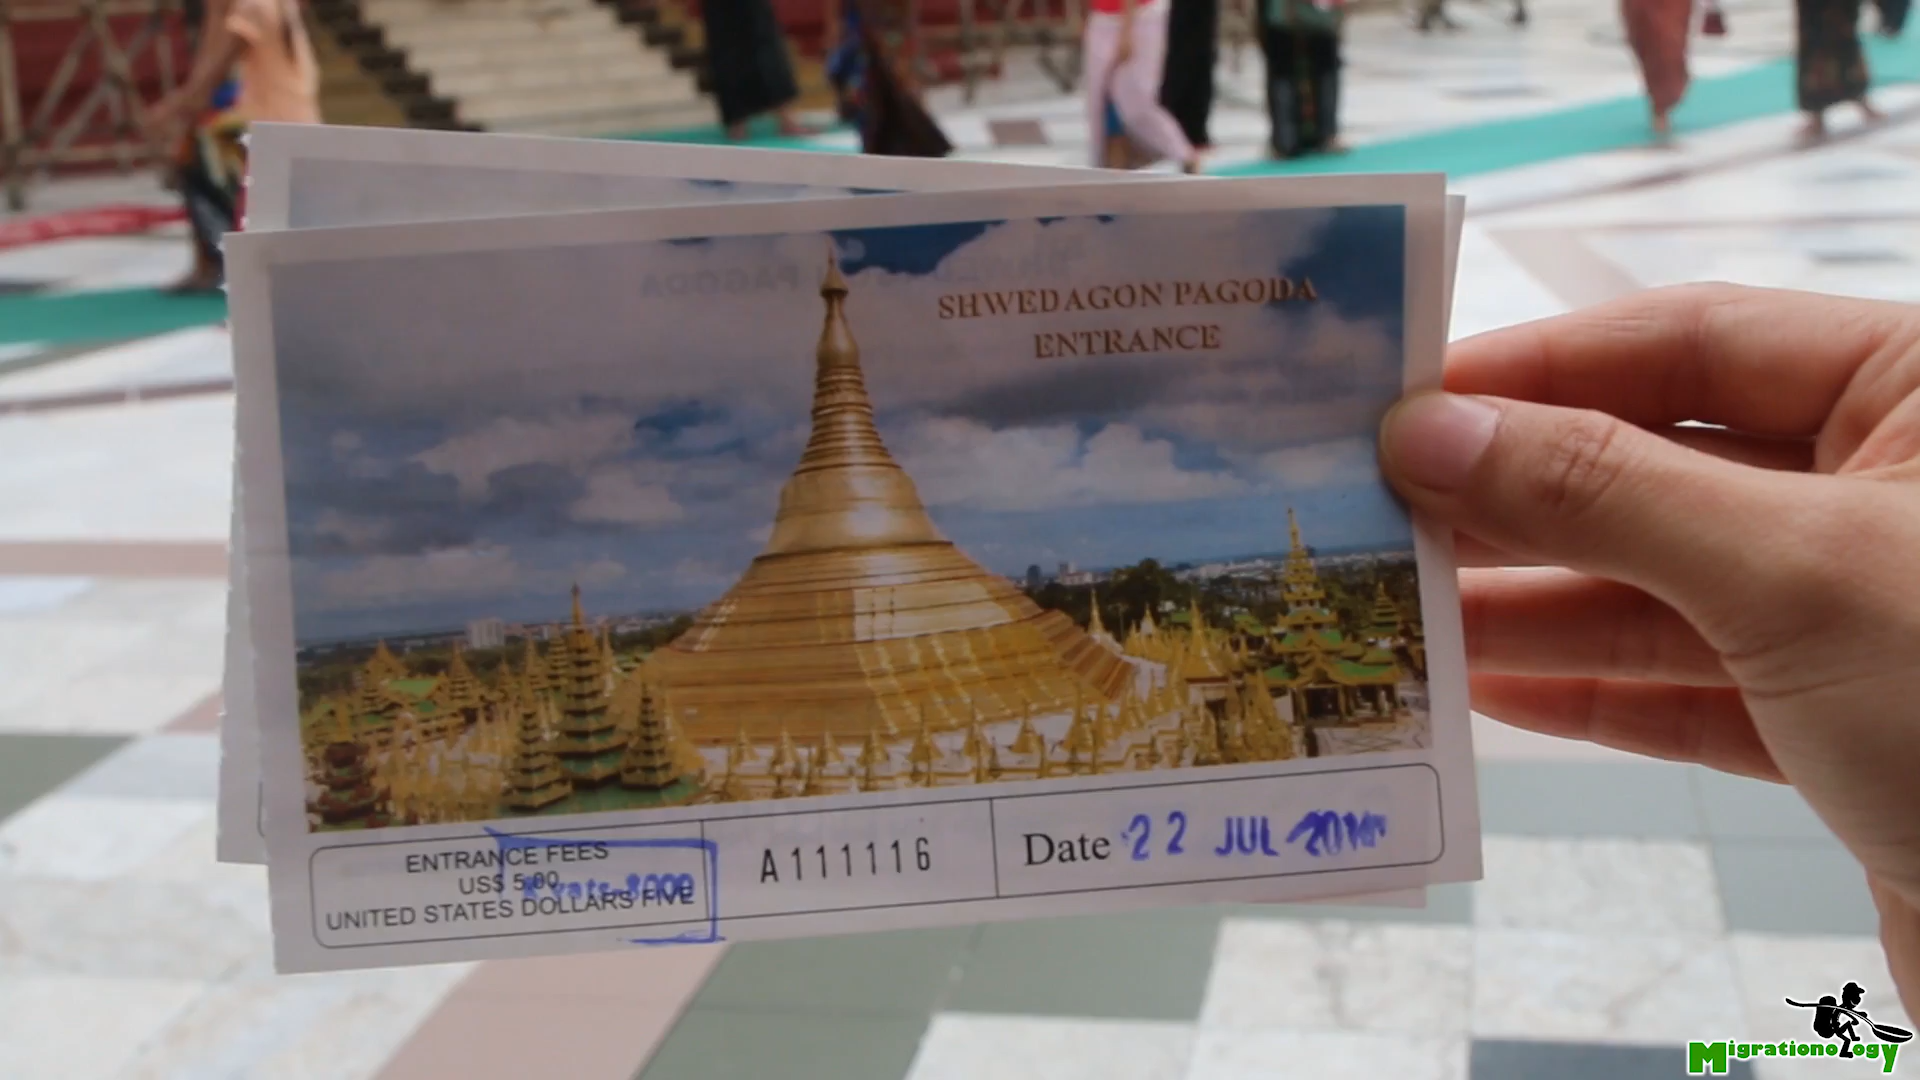 SHWEDAGON PAGODA
ENTRANCE
ENTRANCE FEES
US$ 5.00
UNITED STATES DOLLARS FIVE
A111116
Date 22 JUL
Migrationology